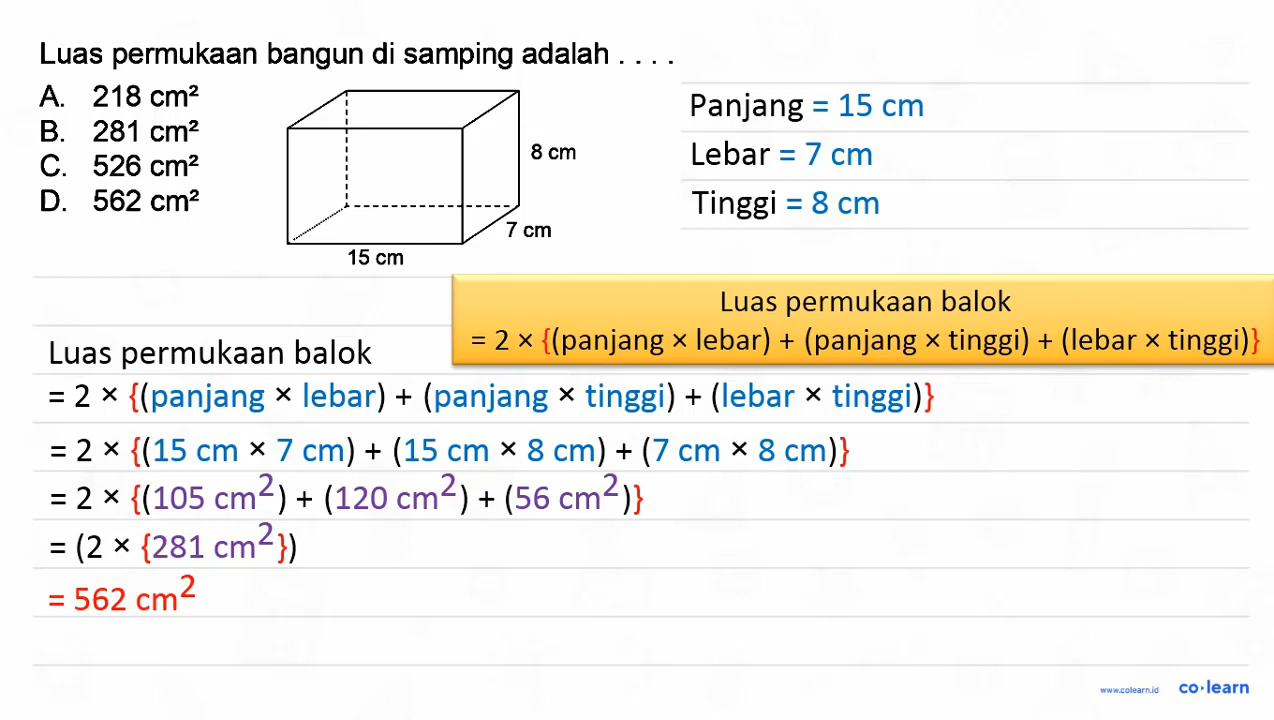 Luas permukaan bangun di samping adalah . . . .
A. 218 cm²
B. 281 cm²
C. 526 cm²
D. 562 cm²
8 cm
7 cm
15 cm
Panjang = 15 cm
Lebar = 7 cm
Tinggi = 8 cm
Luas permukaan balok
= 2 × {(panjang × lebar) + (panjang × tinggi) + (lebar × tinggi)}
Luas permukaan balok
= 2 × {(panjang × lebar) + (panjang × tinggi) + (lebar × tinggi)}
= 2 × {(15 cm × 7 cm) + (15 cm × 8 cm) + (7 cm × 8 cm)}
= 2 × {(105 cm²) + (120 cm²) + (56 cm²)}
= (2 × {281 cm²})
= 562 cm²
www.colearn.id co·learn